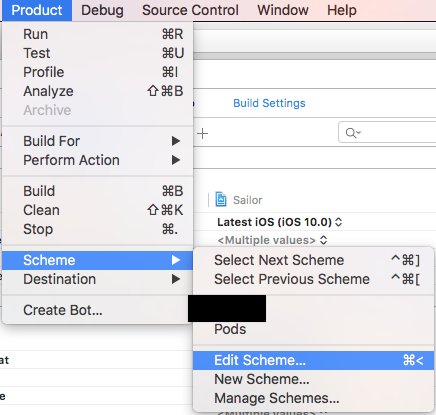 Product Debug Source Control Window Help
Run ⌘R
Test ⌘U
Profile ⌘I
Analyze ⇧⌘B
Archive
Build Settings
Build For ▶
Perform Action ▶
Build ⌘B
Clean ⇧⌘K
Stop ⌘.
Sailor
Latest iOS (iOS 10.0)
<Multiple values>
Scheme ▶
Destination ▶
Create Bot...
Select Next Scheme ^⌘]
Select Previous Scheme ^⌘[
Pods
Edit Scheme... ⌘<
New Scheme...
Manage Schemes...